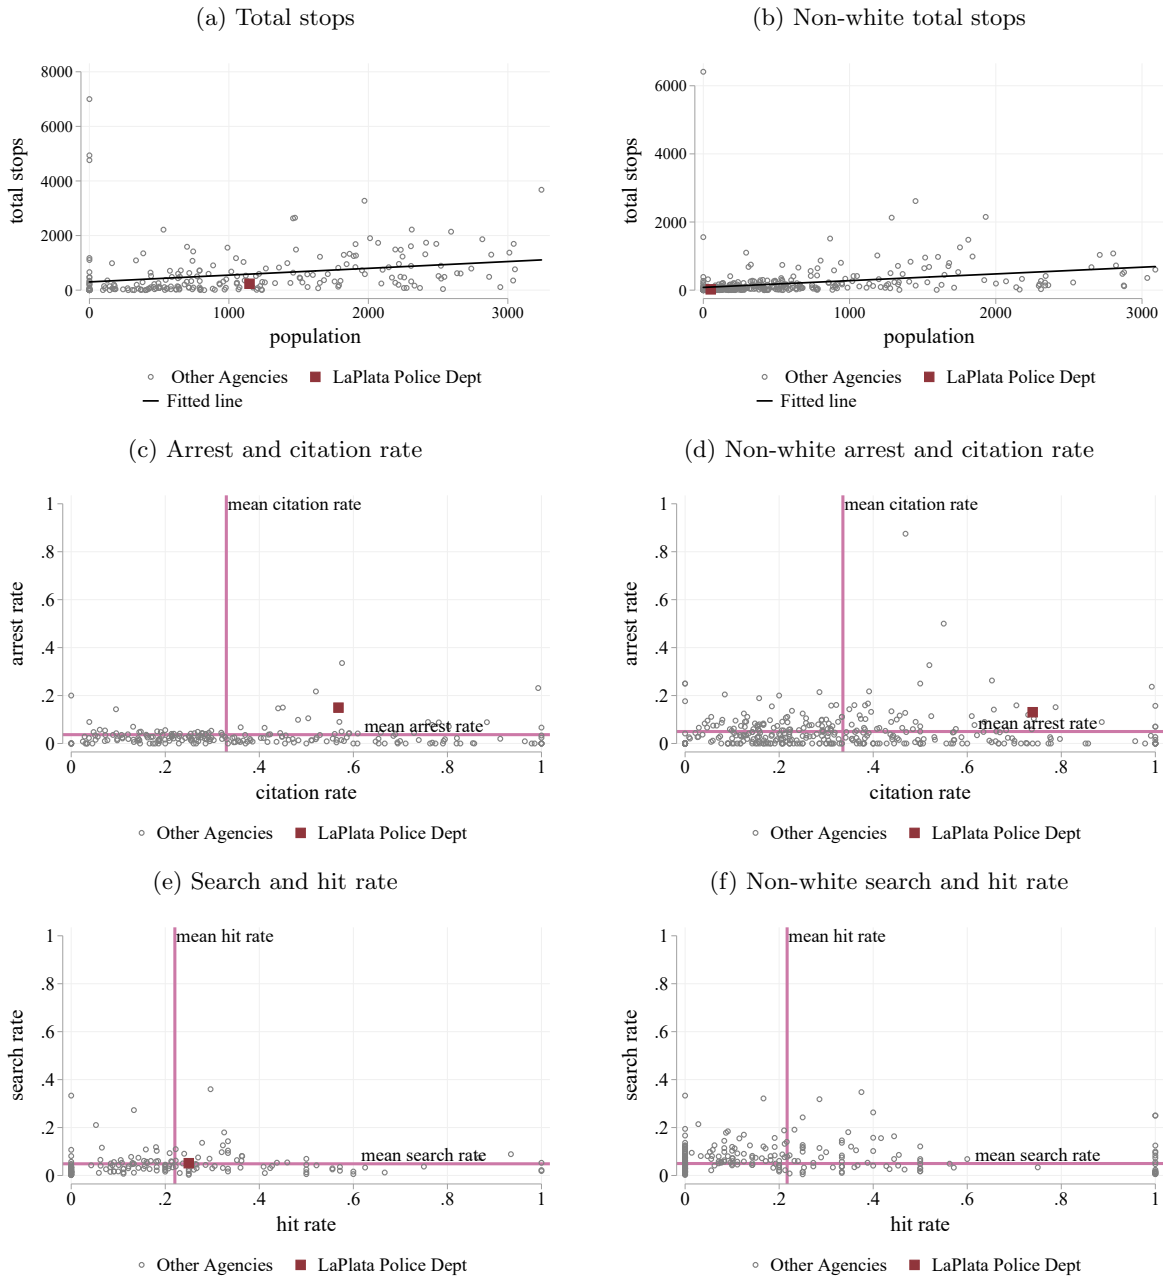 (a) Total stops
8000
6000
4000
2000
0
total stops
0 1000 2000 3000
population
Other Agencies LaPlata Police Dept
Fitted line
(b) Non-white total stops
6000
4000
2000
0
total stops
0 1000 2000 3000
population
Other Agencies LaPlata Police Dept
Fitted line
(c) Arrest and citation rate
1
.8
.6
.4
.2
0
arrest rate
mean citation rate
mean arrest rate
0 .2 .4 .6 .8 1
citation rate
Other Agencies LaPlata Police Dept
(d) Non-white arrest and citation rate
1
.8
.6
.4
.2
0
arrest rate
mean citation rate
mean arrest rate
0 .2 .4 .6 .8 1
citation rate
Other Agencies LaPlata Police Dept
(e) Search and hit rate
1
.8
.6
.4
.2
0
search rate
mean hit rate
mean search rate
0 .2 .4 .6 .8 1
hit rate
Other Agencies LaPlata Police Dept
(f) Non-white search and hit rate
1
.8
.6
.4
.2
0
search rate
mean hit rate
mean search rate
0 .2 .4 .6 .8 1
hit rate
Other Agencies LaPlata Police Dept